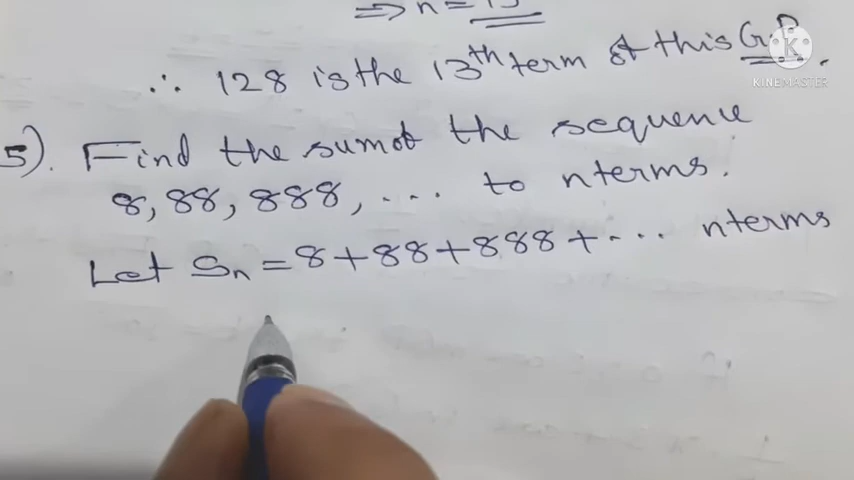 ⇒ n = 13
∴ 128 is the 13th term of this G.P.
KINEMASTER
5). Find the sum of the sequence
8, 88, 888, .... to n terms.
Let Sn = 8 + 88 + 888 + .... n terms